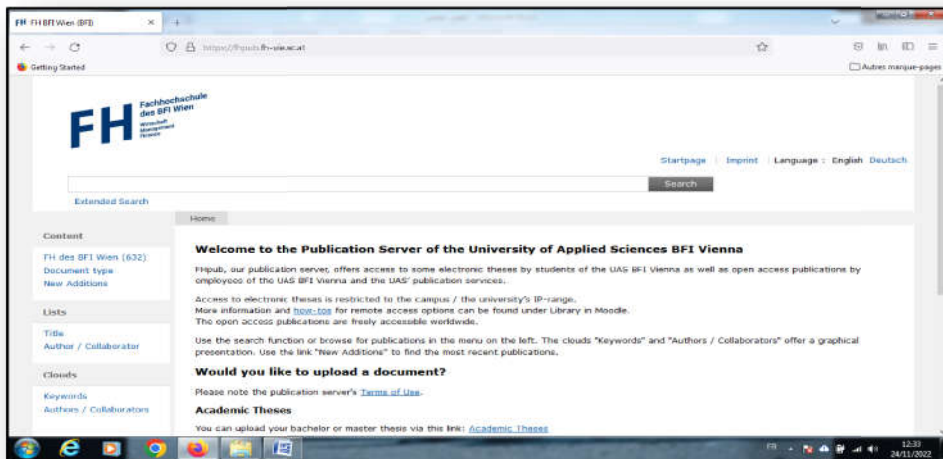 FH FH BFI Wien (BFI)
Getting Started
Autres marque-pages
FH Fachhochschule
des BFI Wien
Wirtschaft
Management
Finance
Startpage Imprint Language : English Deutsch
Search
Extended Search
Home
Content
FH des BFI Wien (632)
Document type
New Additions
Lists
Title
Author / Collaborator
Clouds
Keywords
Authors / Collaborators
Welcome to the Publication Server of the University of Applied Sciences BFI Vienna
FHpub, our publication server, offers access to some electronic theses by students of the UAS BFI Vienna as well as open access publications by
employees of the UAS BFI Vienna and the UAS' publication services.
Access to electronic theses is restricted to the campus / the university's IP-range.
More information and how-tos for remote access options can be found under Library in Moodle.
The open access publications are freely accessible worldwide.
Use the search function or browse for publications in the menu on the left. The clouds "Keywords" and "Authors / Collaborators" offer a graphical
presentation. Use the link "New Additions" to find the most recent publications.
Would you like to upload a document?
Please note the publication server's Terms of Use.
Academic Theses
You can upload your bachelor or master thesis via this link: Academic Theses
FR
12:33
24/11/2022